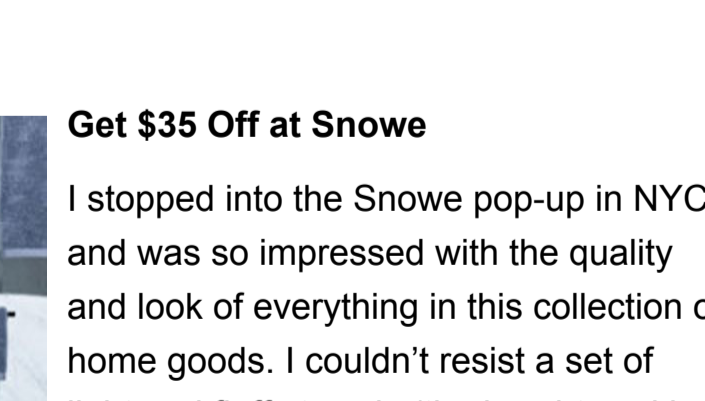 Get $35 Off at Snowe
I stopped into the Snowe pop-up in NYC
and was so impressed with the quality
and look of everything in this collection
home goods. I couldn’t resist a set of